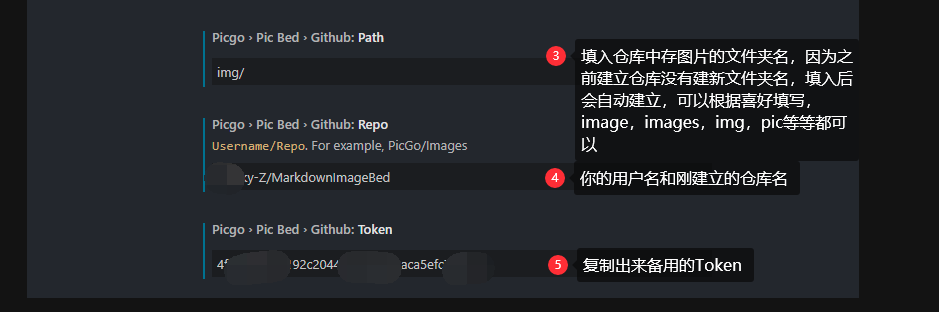 Picgo › Pic Bed › Github: Path
3
填入仓库中存图片的文件夹名，因为之
前建立仓库没有建新文件夹名，填入后
会自动建立，可以根据喜好填写，
image，images，img，pic等等都可
以
img/
Picgo › Pic Bed › Github: Repo
Username/Repo. For example, PicGo/Images
ky-Z/MarkdownImageBed
4
你的用户名和刚建立的仓库名
Picgo › Pic Bed › Github: Token
92c2044 aca5efc
5
复制出来备用的Token